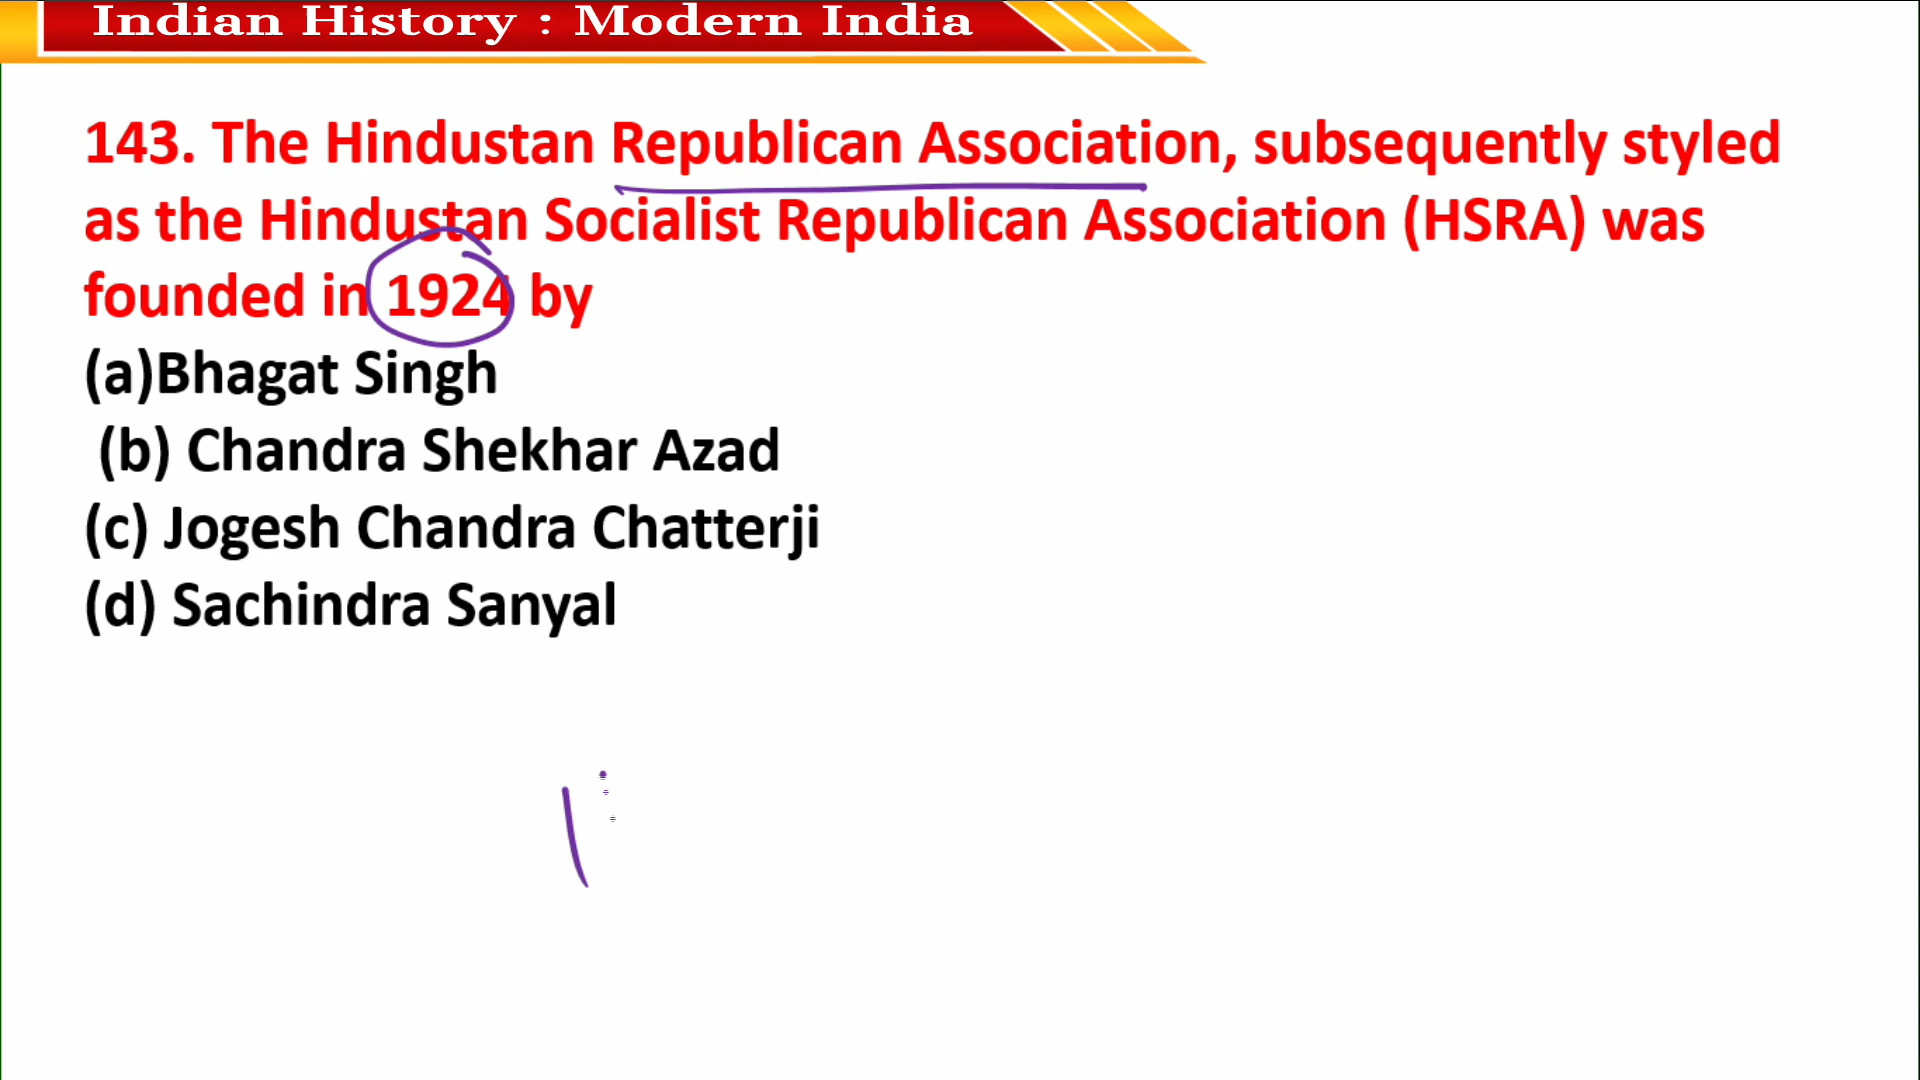 Indian History : Modern India
143. The Hindustan Republican Association, subsequently styled
as the Hindustan Socialist Republican Association (HSRA) was
founded in 1924 by
(a)Bhagat Singh
(b) Chandra Shekhar Azad
(c) Jogesh Chandra Chatterji
(d) Sachindra Sanyal